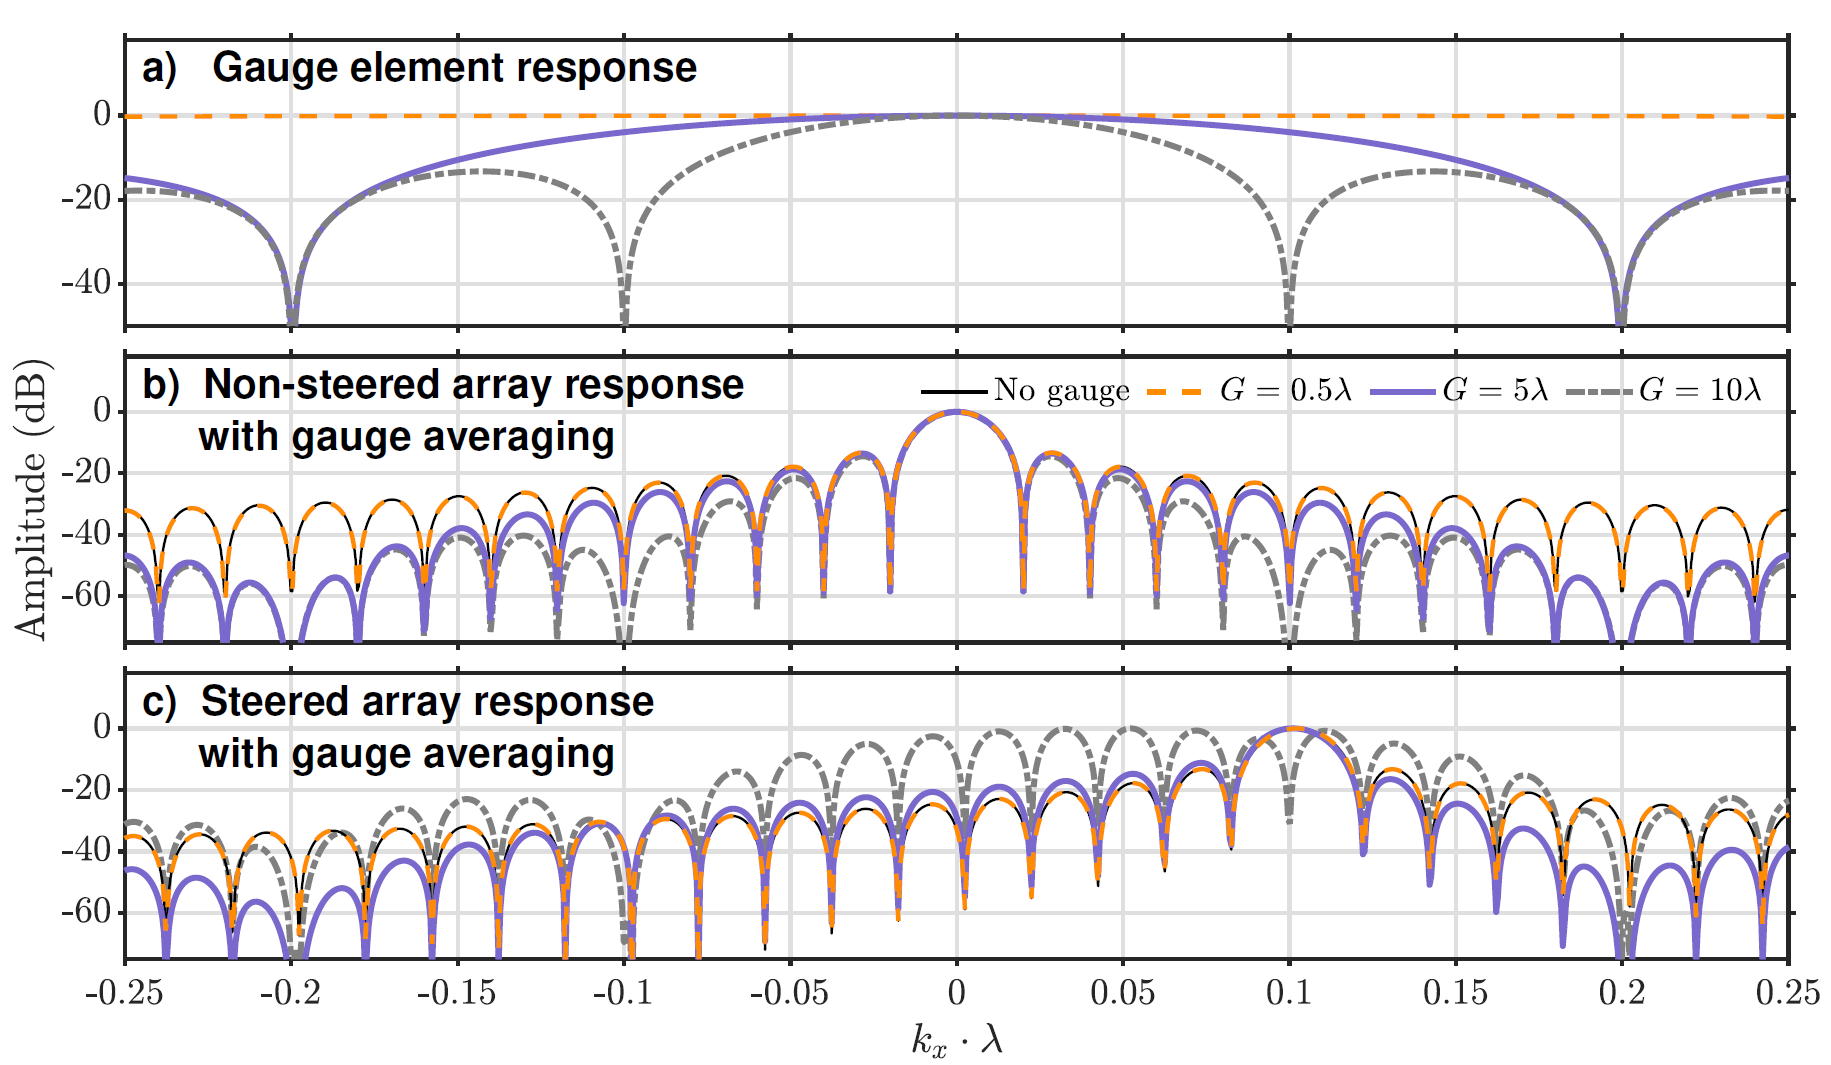 a) Gauge element response
0
-20
-40
b) Non-steered array response
with gauge averaging
No gauge G = 0.5λ G = 5λ G = 10λ
0
-20
-40
-60
Amplitude (dB)
c) Steered array response
with gauge averaging
0
-20
-40
-60
-0.25 -0.2 -0.15 -0.1 -0.05 0 0.05 0.1 0.15 0.2 0.25
kₓ · λ